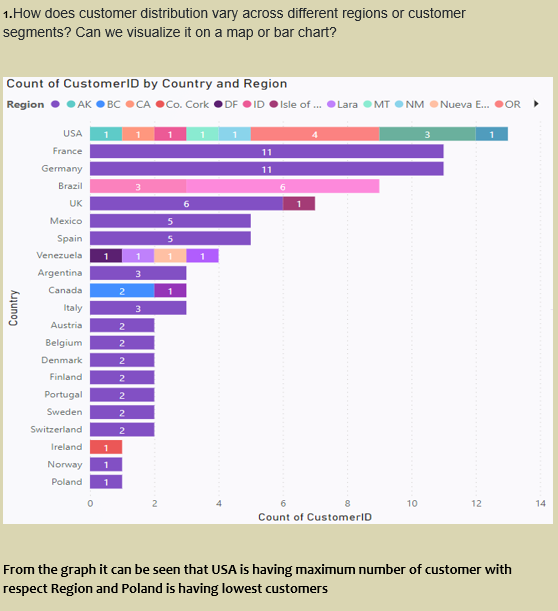 1.How does customer distribution vary across different regions or customer
segments? Can we visualize it on a map or bar chart?
Count of CustomerID by Country and Region
Region AK BC CA Co. Cork DF ID Isle of ... Lara MT NM Nueva E... OR
USA 1 1 1 1 1 4 3 1
France 11
Germany 11
Brazil 3 6
UK 6 1
Mexico 5
Spain 5
Venezuela 1 1 1 1
Argentina 3
Canada 2 1
Italy 3
Austria 2
Belgium 2
Denmark 2
Finland 2
Portugal 2
Sweden 2
Switzerland 2
Ireland 1
Norway 1
Poland 1
Country
0 2 4 6 8 10 12 14
Count of CustomerID
From the graph it can be seen that USA is having maximum number of customer with
respect Region and Poland is having lowest customers